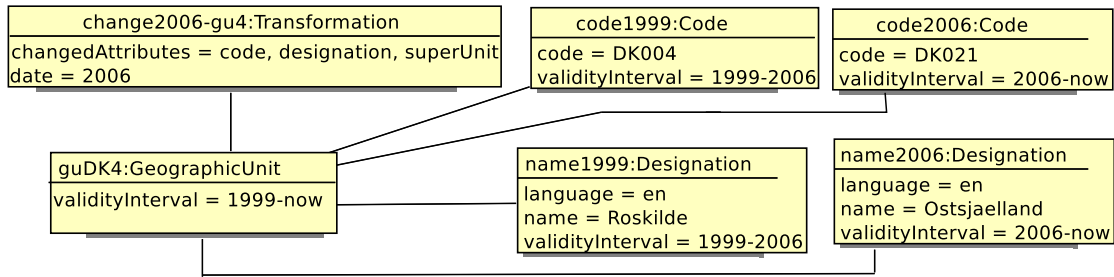 change2006-gu4:Transformation
changedAttributes = code, designation, superUnit
date = 2006
code1999:Code
code = DK004
validityInterval = 1999-2006
code2006:Code
code = DK021
validityInterval = 2006-now
guDK4:GeographicUnit
validityInterval = 1999-now
name1999:Designation
language = en
name = Roskilde
validityInterval = 1999-2006
name2006:Designation
language = en
name = Ostsjaelland
validityInterval = 2006-now